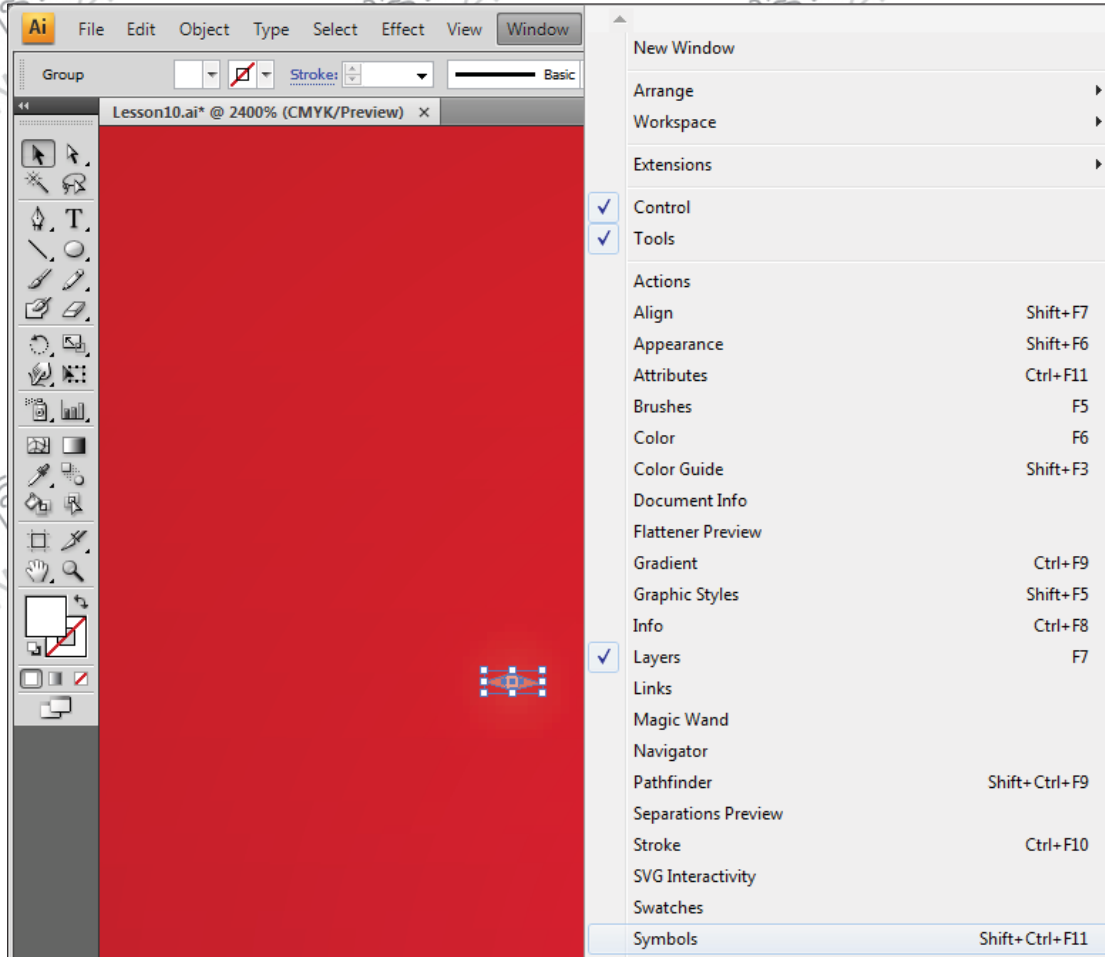 Ai File Edit Object Type Select Effect View Window
Group Stroke: Basic
Lesson10.ai* @ 2400% (CMYK/Preview) ×
T
New Window
Arrange
Workspace
Extensions
Control
Tools
Actions
Align Shift+F7
Appearance Shift+F6
Attributes Ctrl+F11
Brushes F5
Color F6
Color Guide Shift+F3
Document Info
Flattener Preview
Gradient Ctrl+F9
Graphic Styles Shift+F5
Info Ctrl+F8
Layers F7
Links
Magic Wand
Navigator
Pathfinder Shift+Ctrl+F9
Separations Preview
Stroke Ctrl+F10
SVG Interactivity
Swatches
Symbols Shift+Ctrl+F11